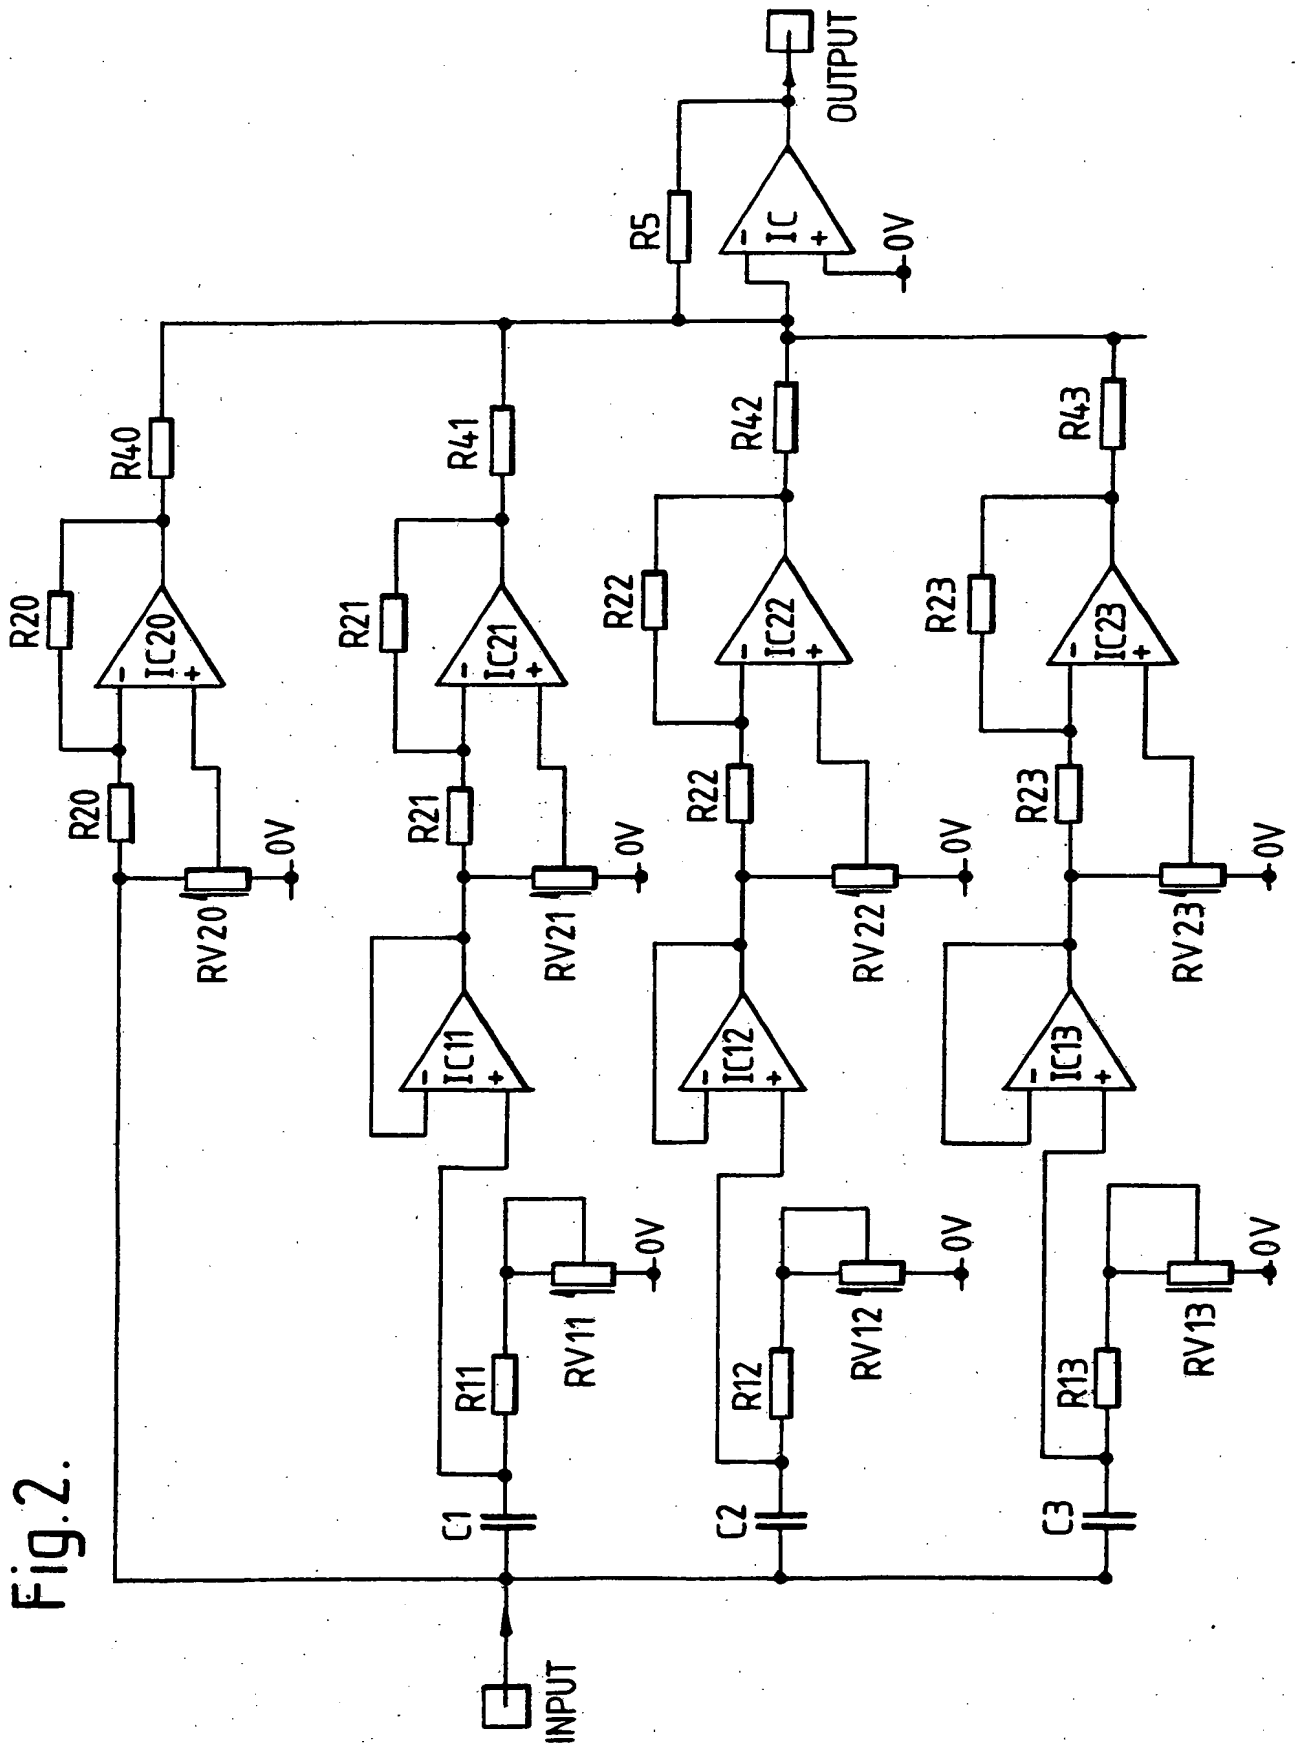 Fig.2.
R20
R20
IC20
-
+
R40
RV20
0V
R5
IC
-
+
0V
OUTPUT
C1
R11
RV11
0V
IC11
-
+
R21
R21
IC21
-
+
RV21
0V
R41
INPUT
C2
R12
RV12
0V
IC12
-
+
R22
R22
IC22
-
+
RV22
0V
R42
C3
R13
RV13
0V
IC13
-
+
R23
R23
IC23
-
+
RV23
0V
R43